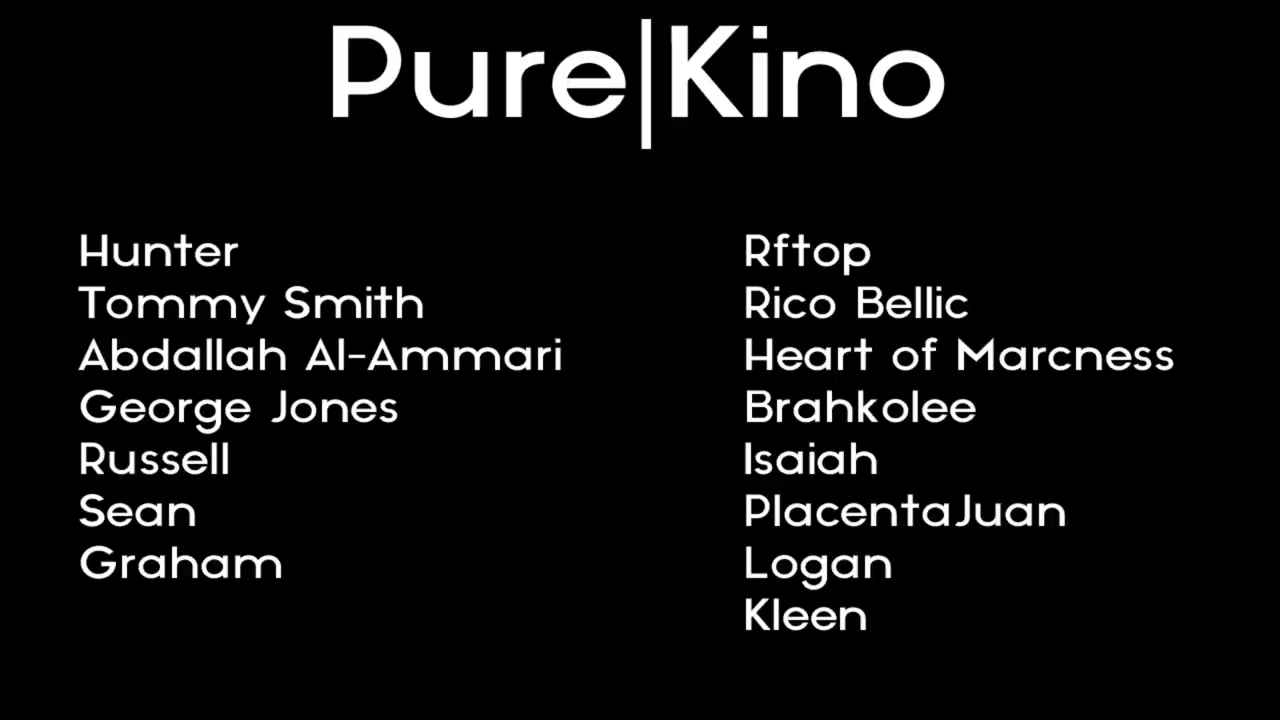 Pure|Kino
Hunter
Tommy Smith
Abdallah Al-Ammari
George Jones
Russell
Sean
Graham
Rftop
Rico Bellic
Heart of Marcness
Brahkolee
Isaiah
PlacentaJuan
Logan
Kleen